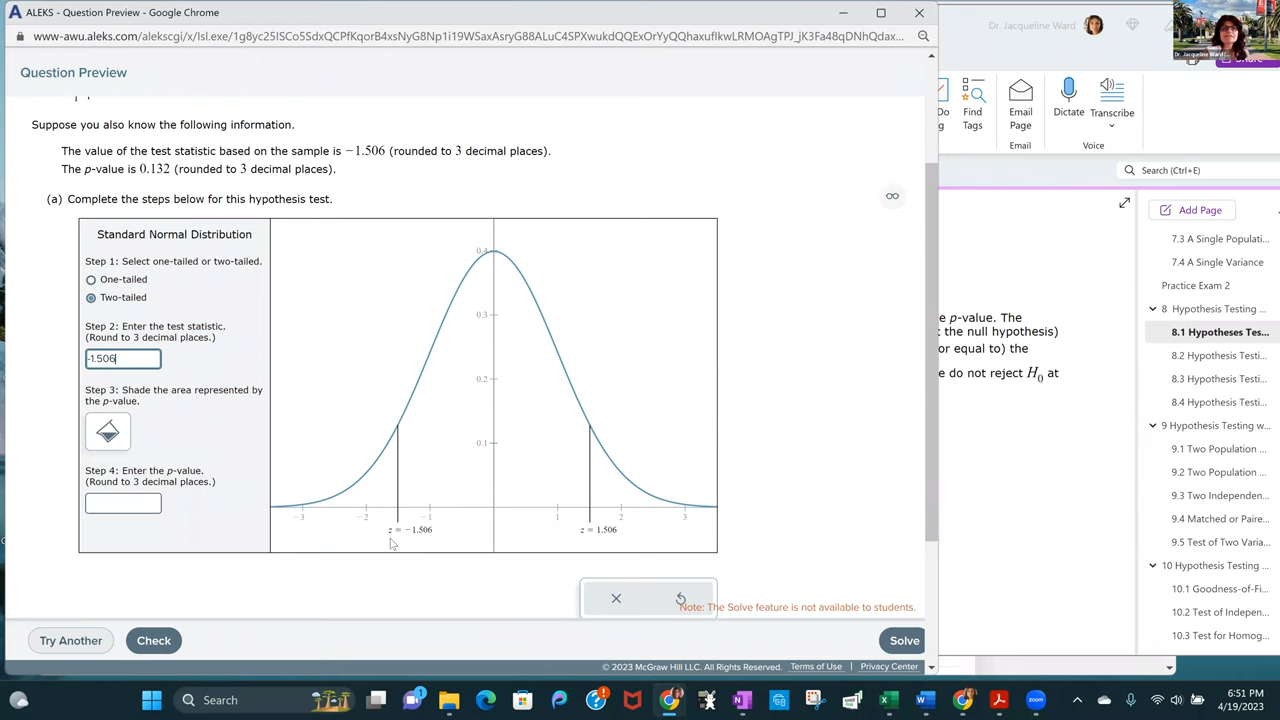 ALEKS - Question Preview - Google Chrome
Question Preview
Suppose you also know the following information.
The value of the test statistic based on the sample is −1.506 (rounded to 3 decimal places).
The p-value is 0.132 (rounded to 3 decimal places).
(a) Complete the steps below for this hypothesis test.
Standard Normal Distribution
Step 1: Select one-tailed or two-tailed.
One-tailed
Two-tailed
Step 2: Enter the test statistic.
(Round to 3 decimal places.)
-1.506
Step 3: Shade the area represented by
the p-value.
Step 4: Enter the p-value.
(Round to 3 decimal places.)
0.4
0.3
0.2
0.1
−3 −2 −1 1 2 3
z = −1.506 z = 1.506
Note: The Solve feature is not available to students.
Try Another Check Solve
© 2023 McGraw Hill LLC. All Rights Reserved. Terms of Use | Privacy Center
Dr. Jacqueline Ward
Dr. Jacqueline Ward
Find
Tags
Email
Page
Dictate
Transcribe
Email
Voice
Search (Ctrl+E)
Add Page
e p-value. The
the null hypothesis)
or equal to) the
e do not reject H0 at
7.3 A Single Populati...
7.4 A Single Variance
Practice Exam 2
8 Hypothesis Testing ...
8.1 Hypotheses Tes...
8.2 Hypothesis Testi...
8.3 Hypothesis Testi...
8.4 Hypothesis Testi...
9 Hypothesis Testing w...
9.1 Two Population ...
9.2 Two Population ...
9.3 Two Independen...
9.4 Matched or Paire...
9.5 Test of Two Varia...
10 Hypothesis Testing ...
10.1 Goodness-of-Fi...
10.2 Test of Indepen...
10.3 Test for Homog...
Search
6:51 PM
4/19/2023